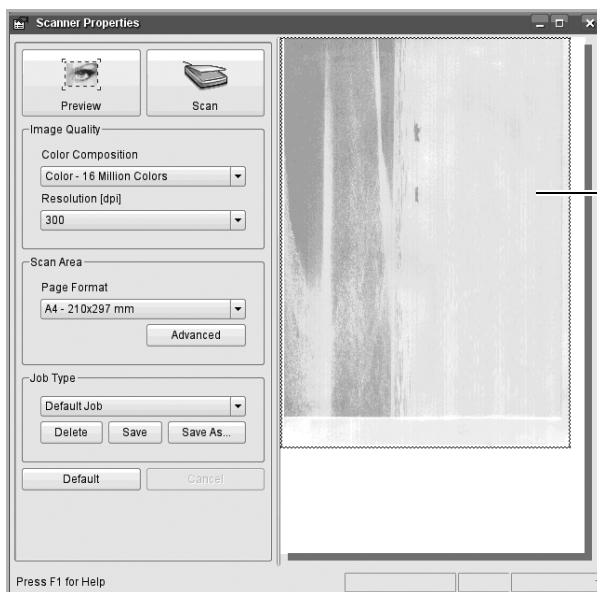 Scanner Properties
Preview
Scan
Image Quality
Color Composition
Color - 16 Million Colors
Resolution [dpi]
300
Scan Area
Page Format
A4 - 210x297 mm
Advanced
Job Type
Default Job
Delete
Save
Save As...
Default
Cancel
Press F1 for Help